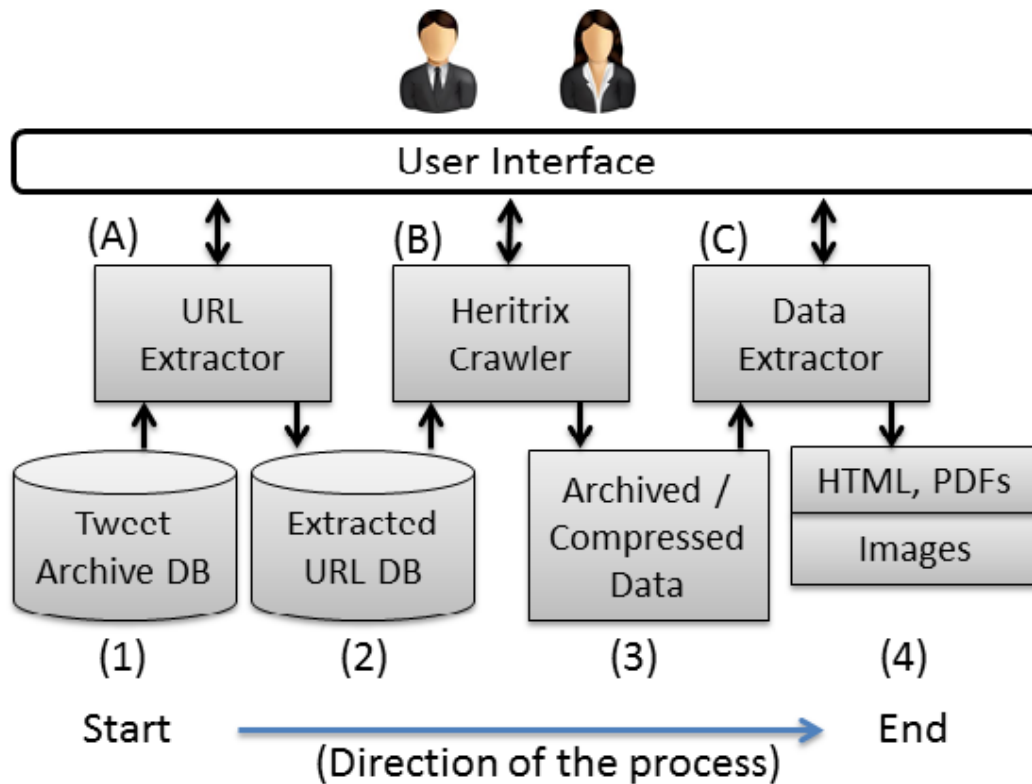 User Interface
(A)
(B)
(C)
URL
Extractor
Heritrix
Crawler
Data
Extractor
Tweet
Archive DB
Extracted
URL DB
Archived /
Compressed
Data
HTML, PDFs
Images
(1)
(2)
(3)
(4)
Start
(Direction of the process)
End